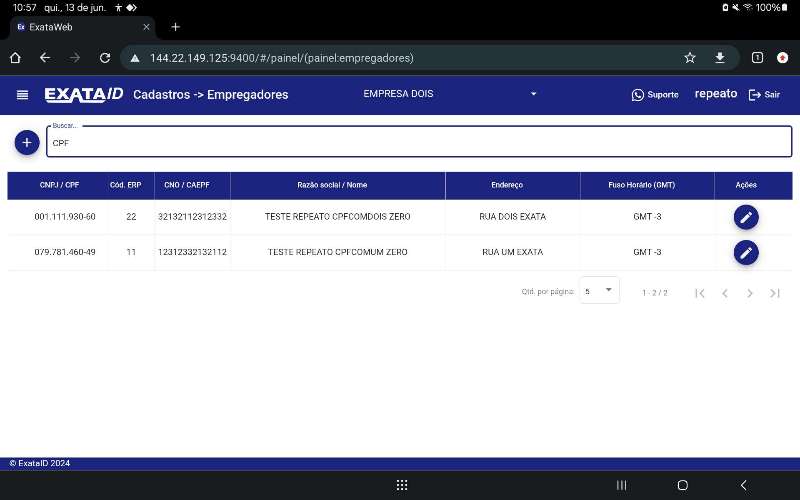 10:57 qui., 13 de jun. 100%
Ex ExataWeb
144.22.149.125:9400/#/painel/(painel:empregadores) 1
EXATAID Cadastros -> Empregadores EMPRESA DOIS Suporte repeato Sair
Buscar...
CPF
CNPJ / CPF Cód. ERP CNO / CAEPF Razão social / Nome Endereço Fuso Horário (GMT) Ações
001.111.930-60 22 32132112312332 TESTE REPEATO CPFCOMDOIS ZERO RUA DOIS EXATA GMT -3
079.781.460-49 11 12312332132112 TESTE REPEATO CPFCOMUM ZERO RUA UM EXATA GMT -3
Qtd. por página: 5 1 - 2 / 2
© ExataID 2024